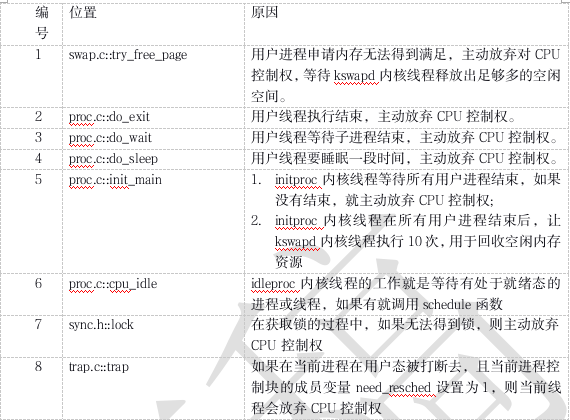 编号 位置 原因
1 swap.c::try_free_page 用户进程申请内存无法得到满足，主动放弃对 CPU
控制权，等待 kswapd 内核线程释放出足够多的空闲
空间。
2 proc.c::do_exit 用户线程执行结束，主动放弃 CPU 控制权。
3 proc.c::do_wait 用户线程等待子进程结束，主动放弃 CPU 控制权。
4 proc.c::do_sleep 用户线程要睡眠一段时间，主动放弃 CPU 控制权。
5 proc.c::init_main 1. initproc 内核线程等待所有用户进程结束，如果
没有结束，就主动放弃 CPU 控制权;
2. initproc 内核线程在所有用户进程结束后，让
kswapd 内核线程执行 10 次，用于回收空闲内存
资源
6 proc.c::cpu_idle idleproc 内核线程的工作就是等待有处于就绪态的
进程或线程，如果有就调用 schedule 函数
7 sync.h::lock 在获取锁的过程中，如果无法得到锁，则主动放弃
CPU 控制权
8 trap.c::trap 如果在当前进程在用户态被打断去，且当前进程控
制块的成员变量 need_resched 设置为 1，则当前线
程会放弃 CPU 控制权